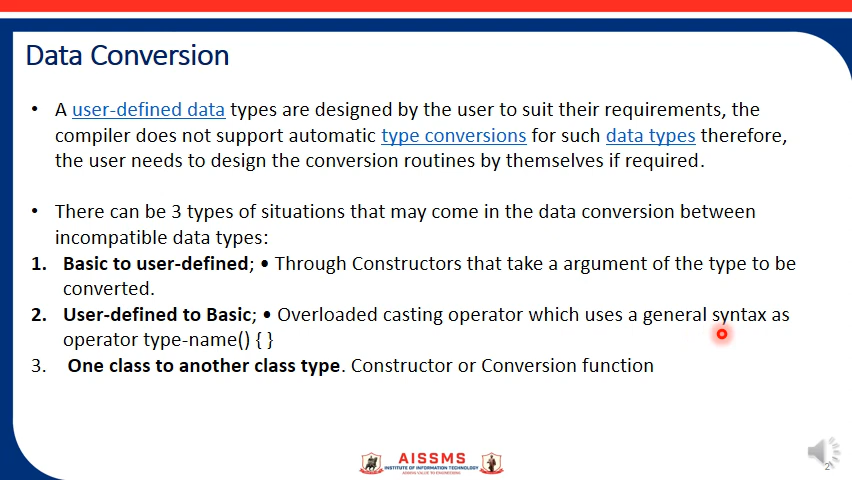 Data Conversion
• A user-defined data types are designed by the user to suit their requirements, the
compiler does not support automatic type conversions for such data types therefore,
the user needs to design the conversion routines by themselves if required.
• There can be 3 types of situations that may come in the data conversion between
incompatible data types:
1. Basic to user-defined; • Through Constructors that take a argument of the type to be
converted.
2. User-defined to Basic; • Overloaded casting operator which uses a general syntax as
operator type-name() { }
3. One class to another class type. Constructor or Conversion function
AISSMS
INSTITUTE OF INFORMATION TECHNOLOGY
ADDING VALUE TO ENGINEERING
2